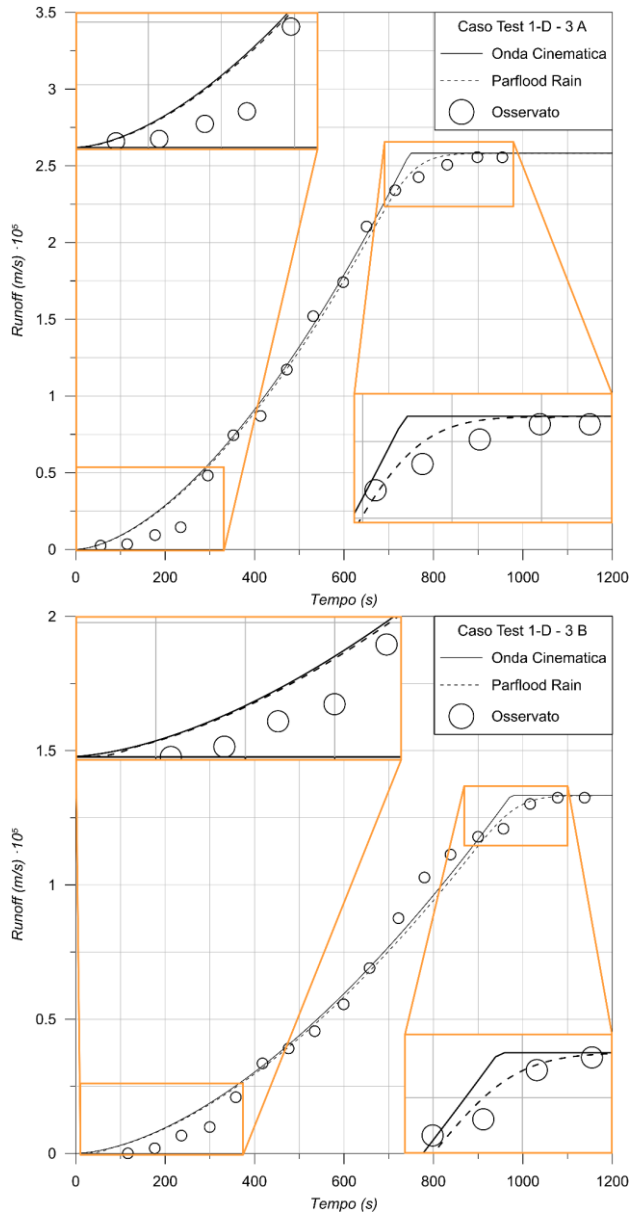 3.5
3
2.5
2
1.5
1
0.5
0
Runoff (m/s) ·10⁵
Caso Test 1-D - 3 A
Onda Cinematica
Parflood Rain
Osservato
0 200 400 600 800 1000 1200
Tempo (s)
2
1.5
1
0.5
0
Runoff (m/s) ·10⁵
Caso Test 1-D - 3 B
Onda Cinematica
Parflood Rain
Osservato
0 200 400 600 800 1000 1200
Tempo (s)